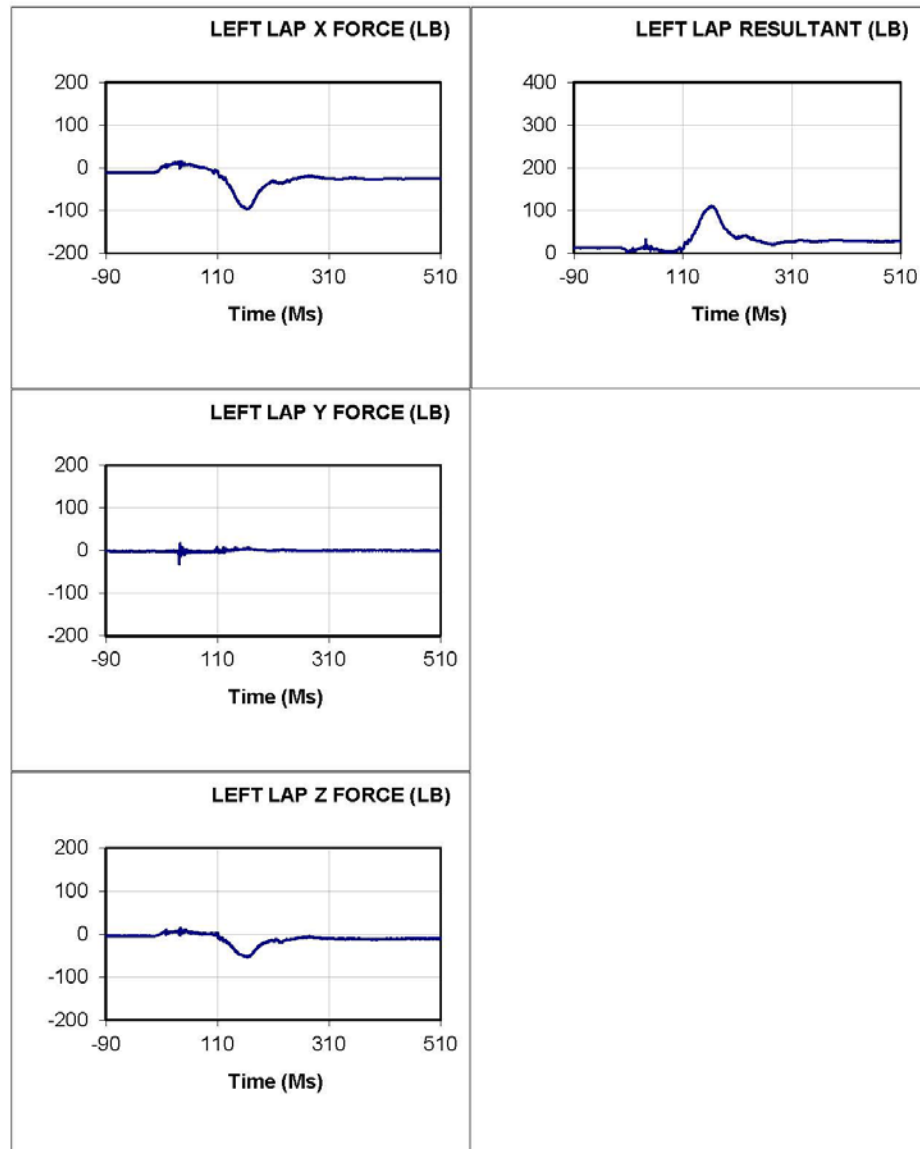 LEFT LAP X FORCE (LB)
200
100
0
-100
-200
-90 110 310 510
Time (Ms)
LEFT LAP RESULTANT (LB)
400
300
200
100
0
-90 110 310 510
Time (Ms)
LEFT LAP Y FORCE (LB)
200
100
0
-100
-200
-90 110 310 510
Time (Ms)
LEFT LAP Z FORCE (LB)
200
100
0
-100
-200
-90 110 310 510
Time (Ms)